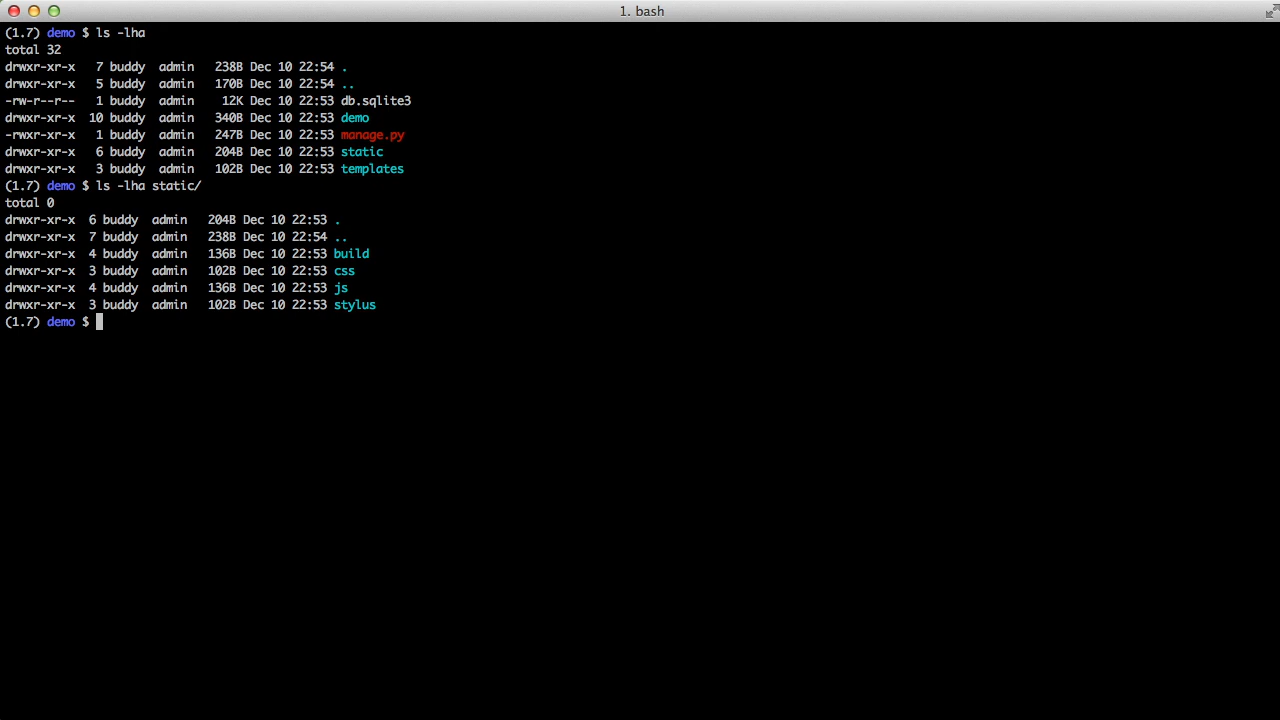 1. bash
(1.7) demo $ ls -lha
total 32
drwxr-xr-x   7 buddy  admin   238B Dec 10 22:54 .
drwxr-xr-x   5 buddy  admin   170B Dec 10 22:54 ..
-rw-r--r--   1 buddy  admin    12K Dec 10 22:53 db.sqlite3
drwxr-xr-x  10 buddy  admin   340B Dec 10 22:53 demo
-rwxr-xr-x   1 buddy  admin   247B Dec 10 22:53 manage.py
drwxr-xr-x   6 buddy  admin   204B Dec 10 22:53 static
drwxr-xr-x   3 buddy  admin   102B Dec 10 22:53 templates
(1.7) demo $ ls -lha static/
total 0
drwxr-xr-x  6 buddy  admin   204B Dec 10 22:53 .
drwxr-xr-x  7 buddy  admin   238B Dec 10 22:54 ..
drwxr-xr-x  4 buddy  admin   136B Dec 10 22:53 build
drwxr-xr-x  3 buddy  admin   102B Dec 10 22:53 css
drwxr-xr-x  4 buddy  admin   136B Dec 10 22:53 js
drwxr-xr-x  3 buddy  admin   102B Dec 10 22:53 stylus
(1.7) demo $